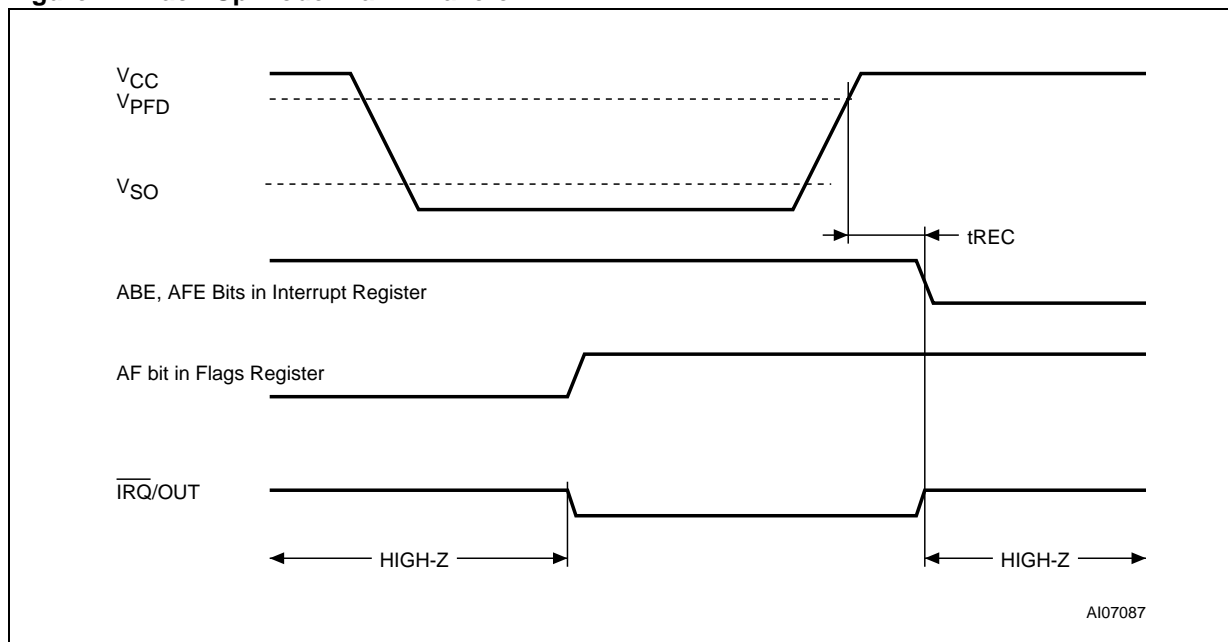 VCC
VPFD
VSO
tREC
ABE, AFE Bits in Interrupt Register
AF bit in Flags Register
IRQ/OUT
HIGH-Z
HIGH-Z
AI07087